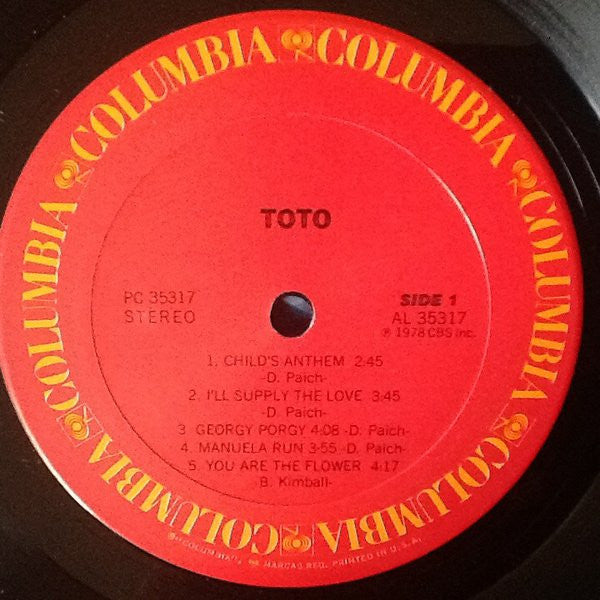 COLUMBIA COLUMBIA COLUMBIA COLUMBIA COLUMBIA COLUMBIA COLUMBIA
TOTO
PC 35317
STEREO
SIDE 1
AL 35317
℗ 1978 CBS Inc.
1. CHILD'S ANTHEM 2:45
-D. Paich-
2. I'LL SUPPLY THE LOVE 3:45
-D. Paich-
3 GEORGY PORGY 4:08 -D. Paich-
4. MANUELA RUN 3:55 -D. Paich-
5. YOU ARE THE FLOWER 4:17
B. Kimball-
COLUMBIA, MARCAS REG. PRINTED IN U.S.A.